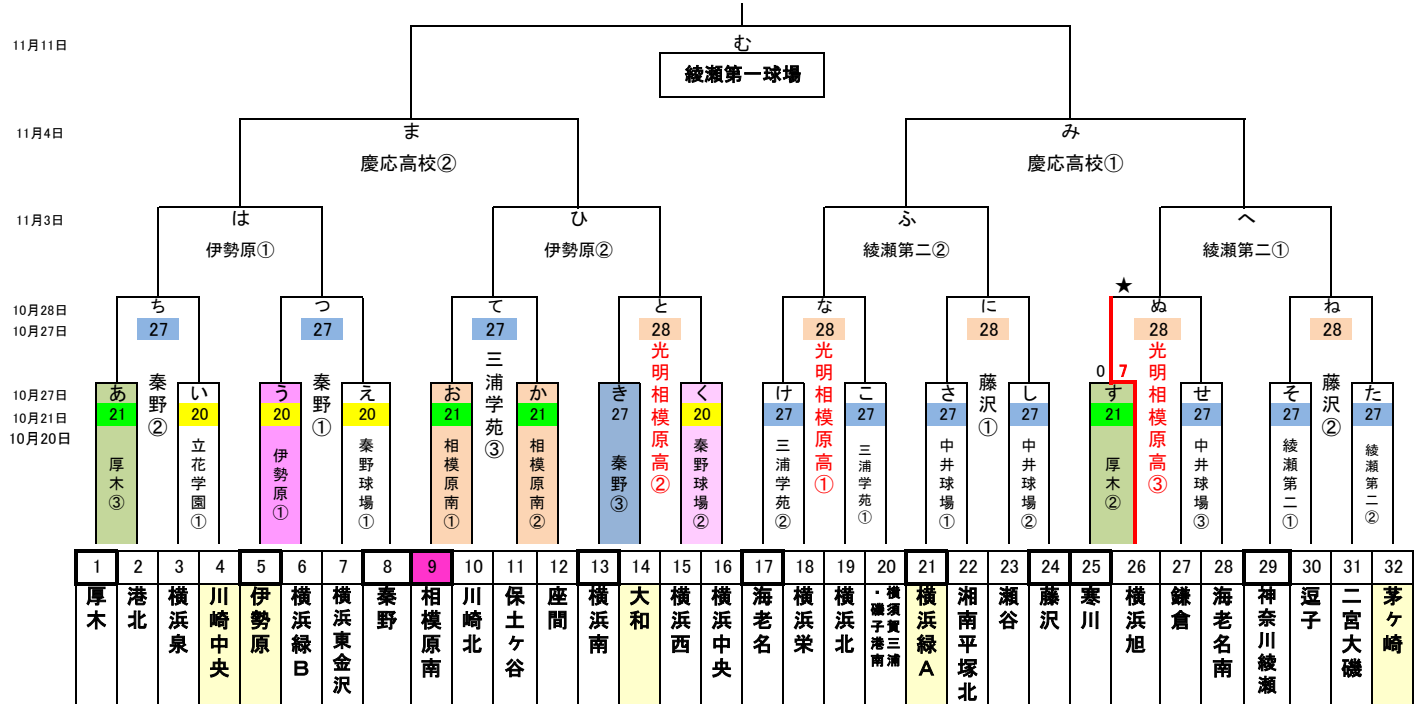 11月11日
む
綾瀬第一球場
11月4日
ま
み
慶応高校②
慶応高校①
11月3日
は
ひ
ふ
へ
伊勢原①
伊勢原②
綾瀬第二②
綾瀬第二①
★
10月28日
ち
つ
て
と
な
に
ぬ
ね
10月27日
27
27
27
28
28
28
28
28
秦野②
秦野①
三浦学苑③
光明相模原高②
光明相模原高①
藤沢①
光明相模原高③
藤沢②
0
7
10月27日
あ
い
う
え
お
か
き
く
け
こ
さ
し
す
せ
そ
た
10月21日
21
20
20
20
21
21
27
20
27
27
27
27
21
27
27
27
10月20日
厚木③
立花学園①
伊勢原①
秦野球場①
相模原南①
相模原南②
秦野③
秦野球場②
三浦学苑②
三浦学苑①
中井球場①
中井球場②
厚木②
中井球場③
綾瀬第二①
綾瀬第二②
1
2
3
4
5
6
7
8
9
10
11
12
13
14
15
16
17
18
19
20
21
22
23
24
25
26
27
28
29
30
31
32
厚木
港北
横浜泉
川崎中央
伊勢原
横浜緑B
横浜東金沢
秦野
相模原南
川崎北
保土ヶ谷
座間
横浜南
大和
横浜西
横浜中央
海老名
横浜栄
横浜北
横須賀三浦
・磯子港南
横浜緑A
湘南平塚北
瀬谷
藤沢
寒川
横浜旭
鎌倉
海老名南
神奈川綾瀬
逗子
二宮大磯
茅ヶ崎